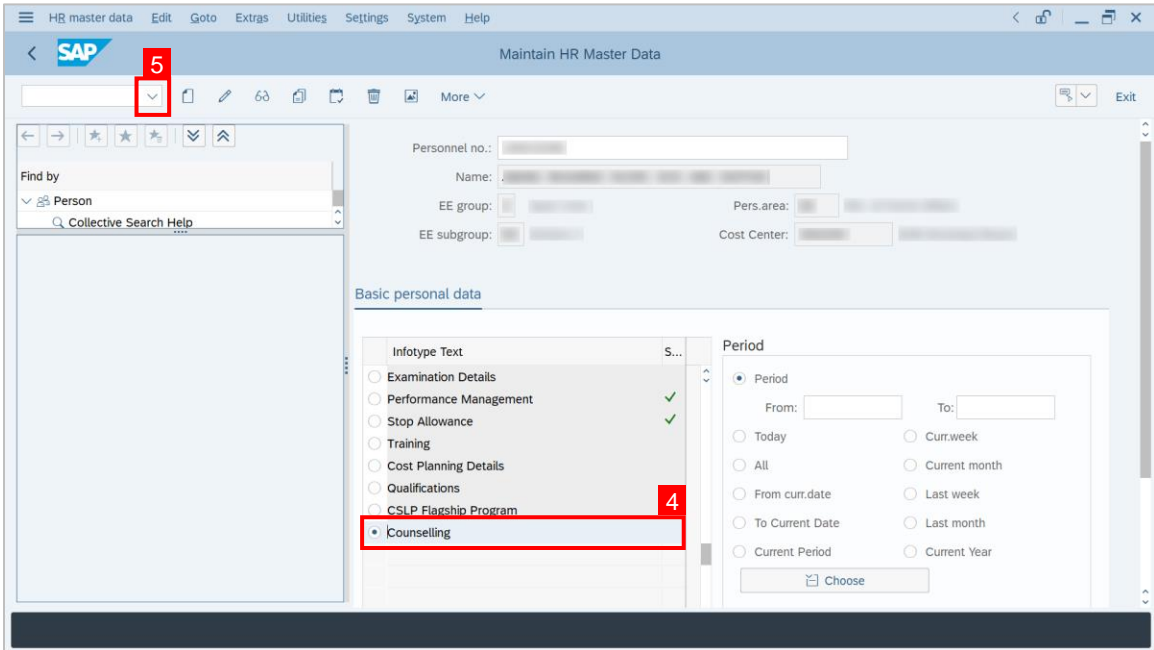 HR master data Edit Goto Extras Utilities Settings System Help
SAP Maintain HR Master Data
5
More Exit
Find by
Person
Collective Search Help
Personnel no.:
Name:
EE group: Pers.area:
EE subgroup: Cost Center:
Basic personal data
Infotype Text S...
Examination Details
Performance Management
Stop Allowance
Training
Cost Planning Details
Qualifications
CSLP Flagship Program
4
Counselling
Period
Period
From: To:
Today Curr.week
All Current month
From curr.date Last week
To Current Date Last month
Current Period Current Year
Choose